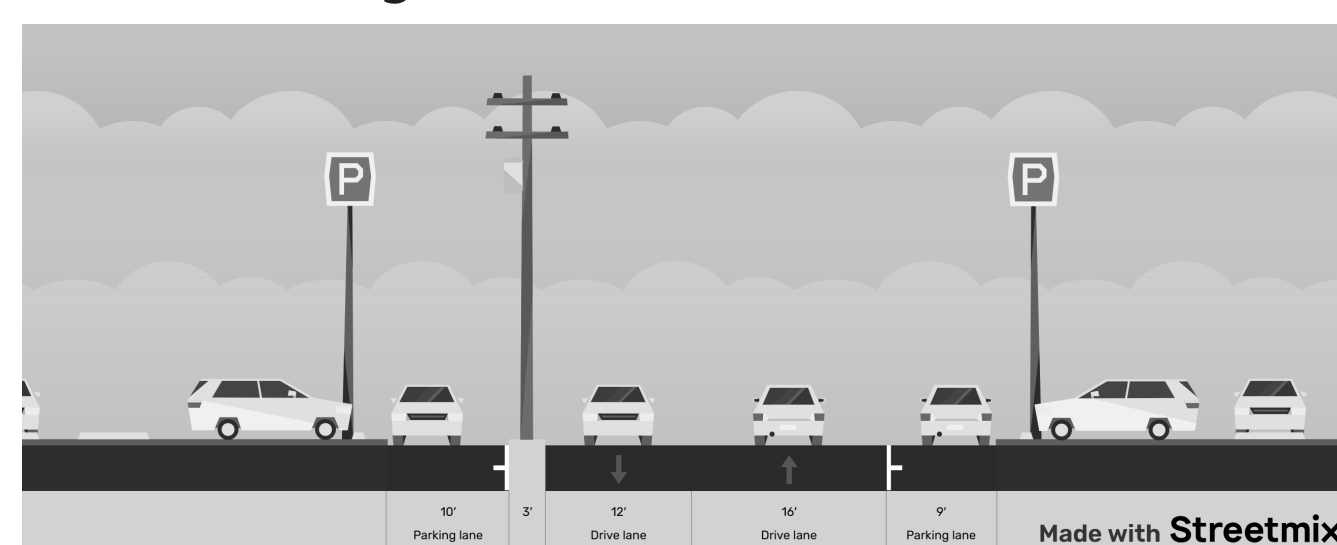 P
P
10′ 3′ 12′ 16′ 9′
Parking lane Drive lane Drive lane Parking lane
Made with Streetmix